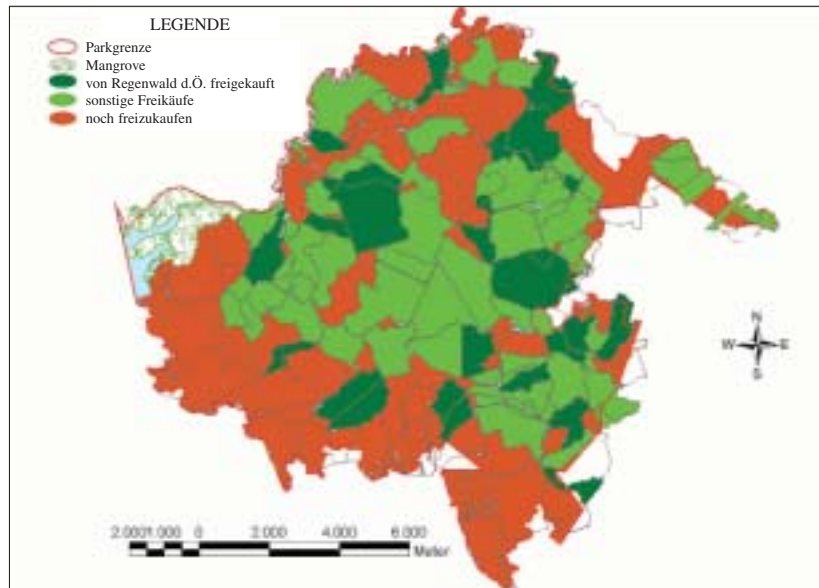 LEGENDE
Parkgrenze
Mangrove
von Regenwald d.Ö. freigekauft
sonstige Freikäufe
noch freizukaufen
N
W E
S
2.000 1.000 0 2.000 4.000 6.000
Meter